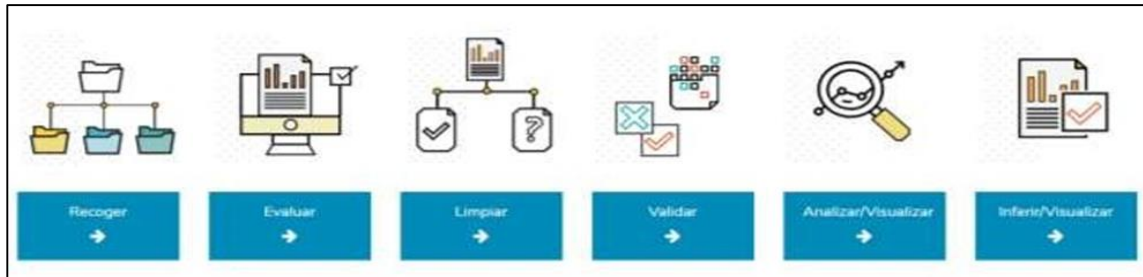 Recoger
Evaluar
Limpiar
Validar
Analizar/Visualizar
Inferir/Visualizar